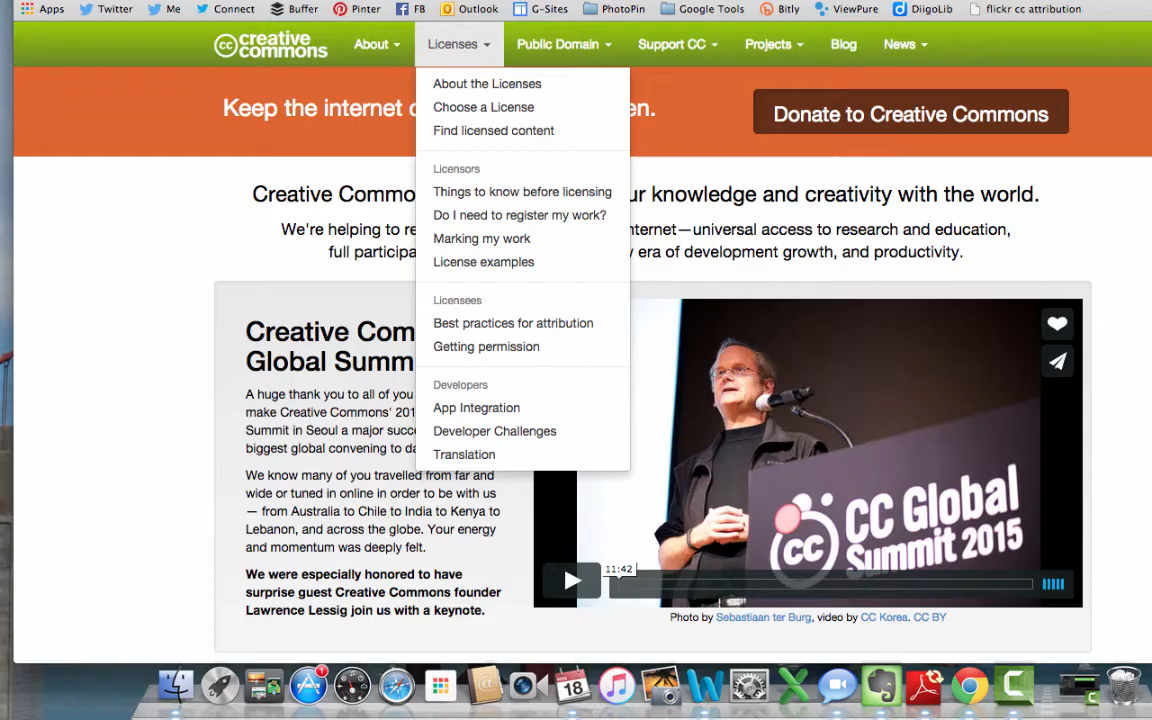 Apps Twitter Me Connect Buffer Pinter FB Outlook G-Sites PhotoPin Google Tools Bitly ViewPure DiigoLib flickr cc attribution
cc creative commons About Licenses Public Domain Support CC Projects Blog News
About the Licenses
Choose a License
Find licensed content
Licensors
Things to know before licensing
Do I need to register my work?
Marking my work
License examples
Licensees
Best practices for attribution
Getting permission
Developers
App Integration
Developer Challenges
Translation
Keep the internet en.
Donate to Creative Commons
Creative Commo ur knowledge and creativity with the world.
We're helping to re nternet—universal access to research and education,
full participa y era of development growth, and productivity.
Creative Com
Global Summ
A huge thank you to all of you
make Creative Commons' 201
Summit in Seoul a major succ
biggest global convening to da
We know many of you travelled from far and
wide or tuned in online in order to be with us
— from Australia to Chile to India to Kenya to
Lebanon, and across the globe. Your energy
and momentum was deeply felt.
We were especially honored to have
surprise guest Creative Commons founder
Lawrence Lessig join us with a keynote.
cc CC Global
Summit 2015
11:42
Photo by Sebastiaan ter Burg, video by CC Korea. CC BY
1
NOV
18